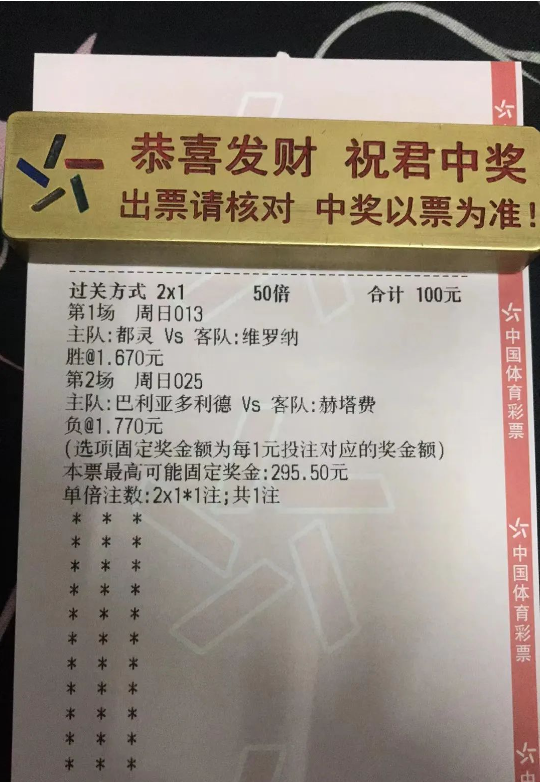 恭喜发财 祝君中奖
出票请核对 中奖以票为准!
过关方式 2x1 50倍 合计 100元
第1场 周日013
主队:都灵 Vs 客队:维罗纳
胜@1.670元
第2场 周日025
主队:巴利亚多利德 Vs 客队:赫塔费
负@1.770元
(选项固定奖金额为每1元投注对应的奖金额)
本票最高可能固定奖金:295.50元
单倍注数:2x1*1注;共1注
* * *
* * *
* * *
* * *
* * *
* * *
* * *
* * *
* * *
* * *
* * *
中国体育彩票
中国体育彩票
中